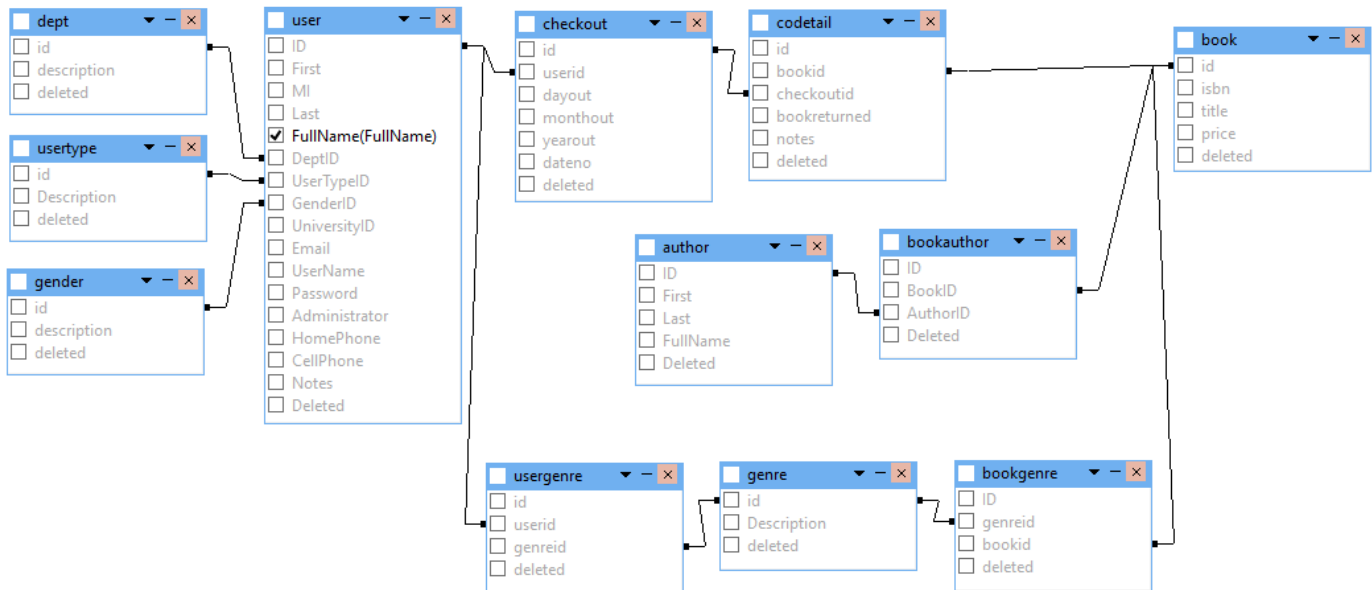 dept
id
description
deleted
usertype
id
Description
deleted
gender
id
description
deleted
user
ID
First
MI
Last
FullName(FullName)
DeptID
UserTypeID
GenderID
UniversityID
Email
UserName
Password
Administrator
HomePhone
CellPhone
Notes
Deleted
checkout
id
userid
dayout
monthout
yearout
dateno
deleted
codetail
id
bookid
checkoutid
bookreturned
notes
deleted
book
id
isbn
title
price
deleted
author
ID
First
Last
FullName
Deleted
bookauthor
ID
BookID
AuthorID
Deleted
usergenre
id
userid
genreid
deleted
genre
id
Description
deleted
bookgenre
ID
genreid
bookid
deleted